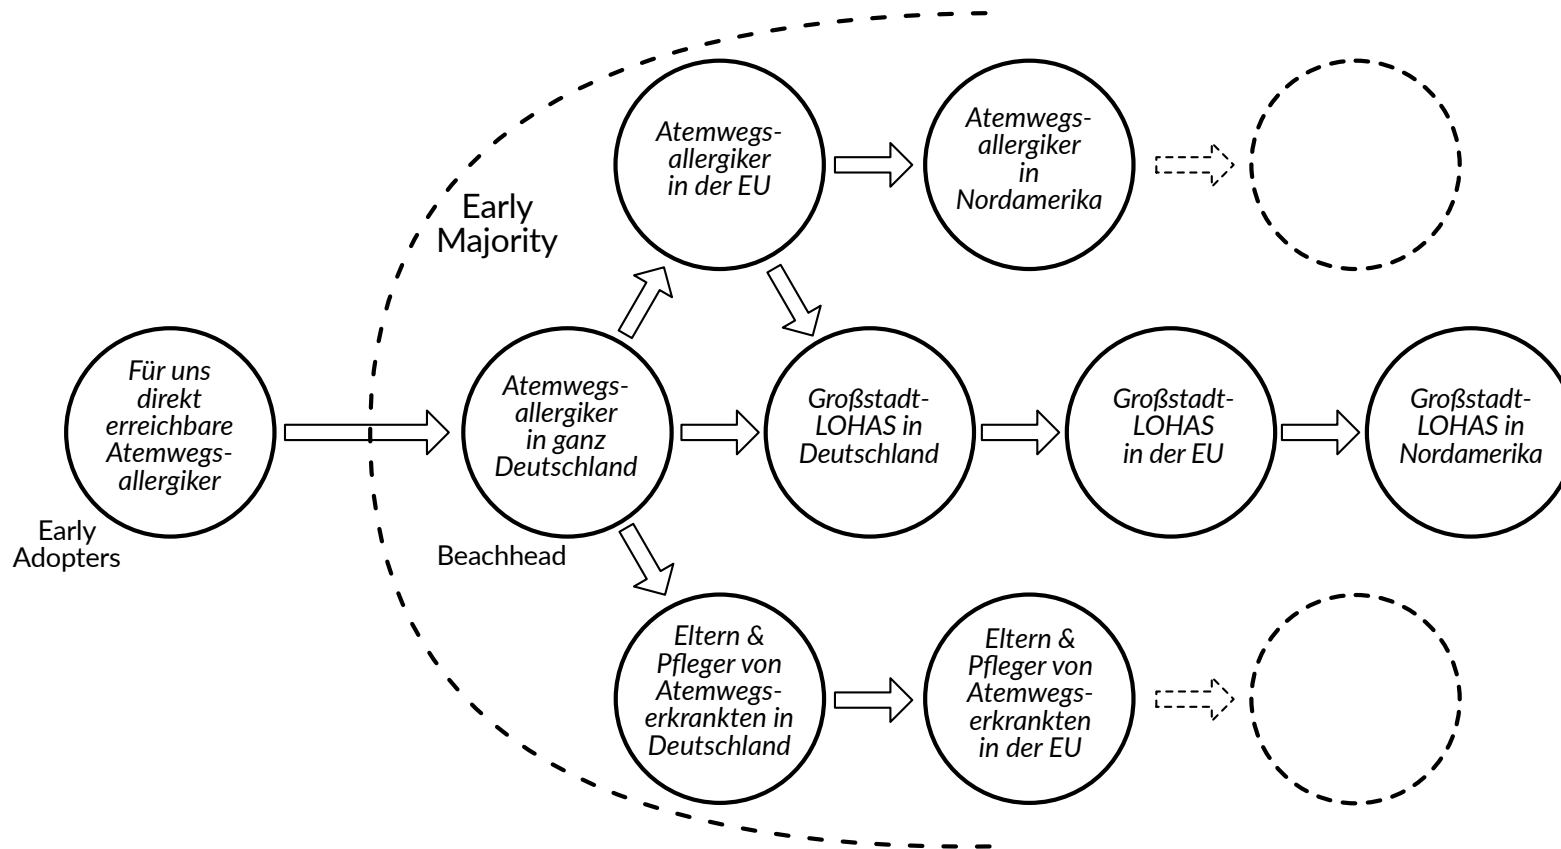 Atemwegs-
allergiker
in der EU
Atemwegs-
allergiker
in
Nordamerika
Early
Majority
Für uns
direkt
erreichbare
Atemwegs-
allergiker
Early
Adopters
Atemwegs-
allergiker
in ganz
Deutschland
Beachhead
Großstadt-
LOHAS in
Deutschland
Großstadt-
LOHAS
in der EU
Großstadt-
LOHAS in
Nordamerika
Eltern &
Pfleger von
Atemwegs-
erkrankten in
Deutschland
Eltern &
Pfleger von
Atemwegs-
erkrankten
in der EU